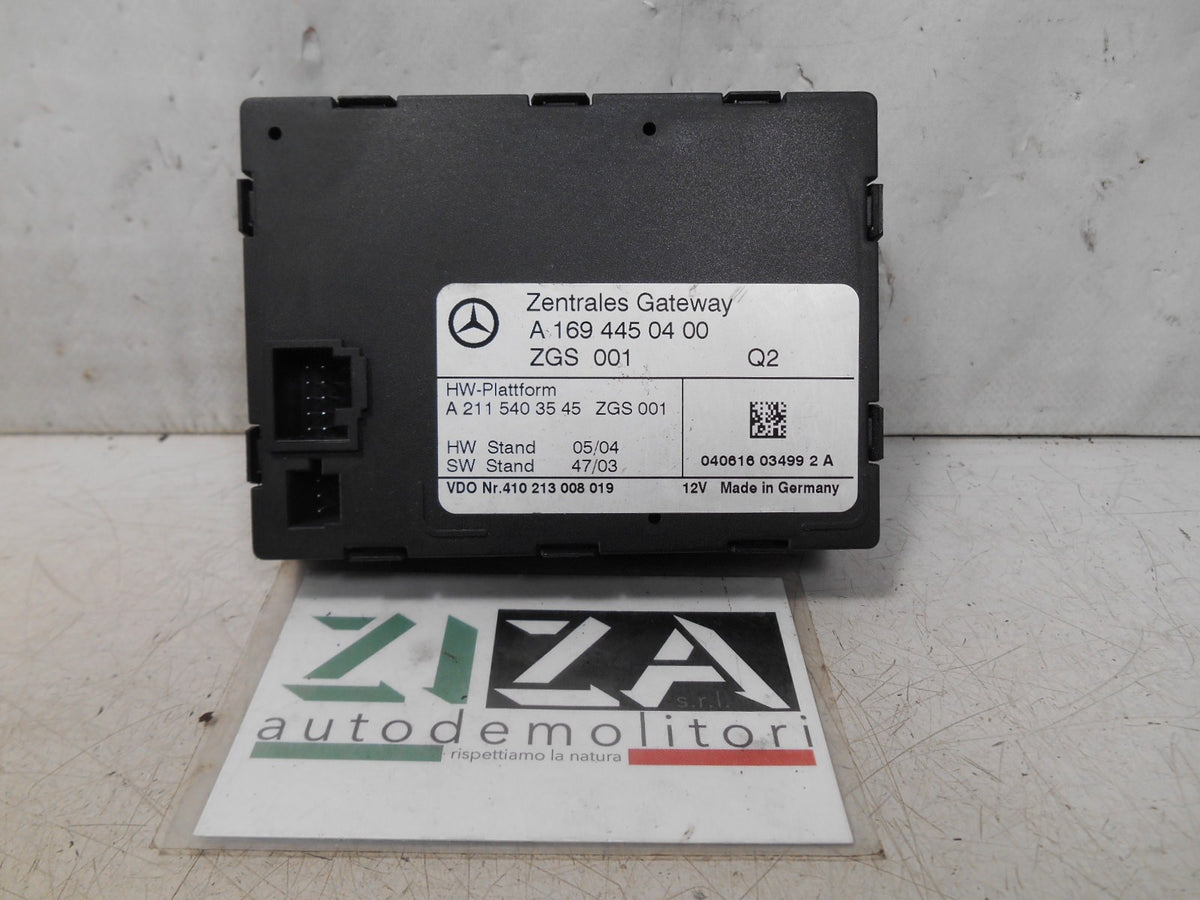 Zentrales Gateway
A 169 445 04 00
ZGS 001 Q2
HW-Plattform
A 211 540 35 45 ZGS 001
HW Stand 05/04
SW Stand 47/03
040616 03499 2 A
VDO Nr.410 213 008 019 12V Made in Germany
ZIZA
s.r.l.
autodemolitori
rispettiamo la natura